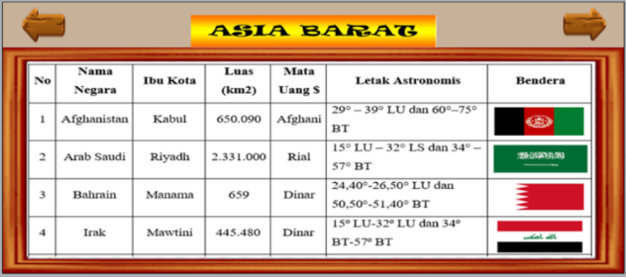 ASIA BARAT
No Nama Negara Ibu Kota Luas (km2) Mata Uang $ Letak Astronomis Bendera
1 Afghanistan Kabul 650.090 Afghani 29° – 39° LU dan 60°–75° BT
2 Arab Saudi Riyadh 2.331.000 Rial 15° LU – 32° LS dan 34° – 57° BT
3 Bahrain Manama 659 Dinar 24,40°-26,50° LU dan 50,50°-51,40° BT
4 Irak Mawtini 445.480 Dinar 15° LU-32° LU dan 34° BT-57° BT